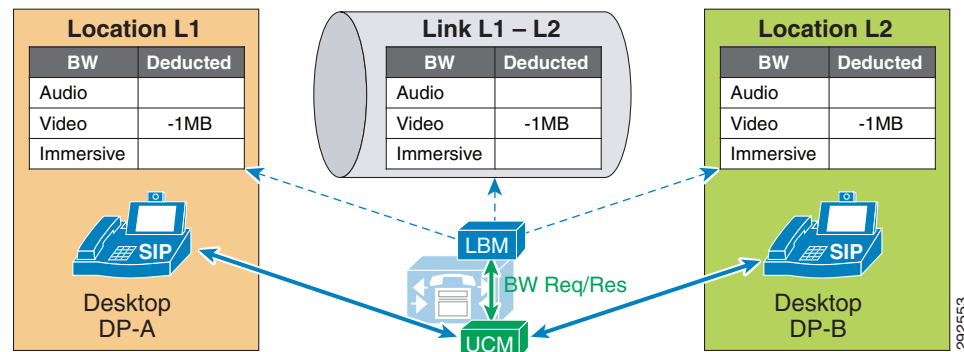 Location L1
BW Deducted
Audio
Video -1MB
Immersive
SIP
Desktop
DP-A
Link L1 – L2
BW Deducted
Audio
Video -1MB
Immersive
LBM
BW Req/Res
UCM
Location L2
BW Deducted
Audio
Video -1MB
Immersive
SIP
Desktop
DP-B
292553